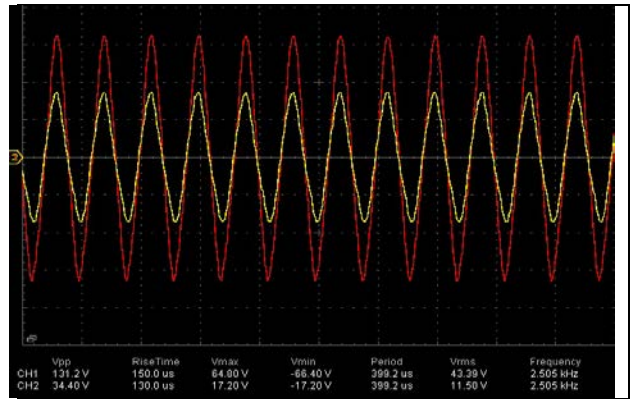 2
Vpp RiseTime Vmax Vmin Period Vrms Frequency
CH1 131.2 V 150.0 us 64.80 V -66.40 V 399.2 us 43.39 V 2.505 kHz
CH2 34.40 V 130.0 us 17.20 V -17.20 V 399.2 us 11.50 V 2.505 kHz